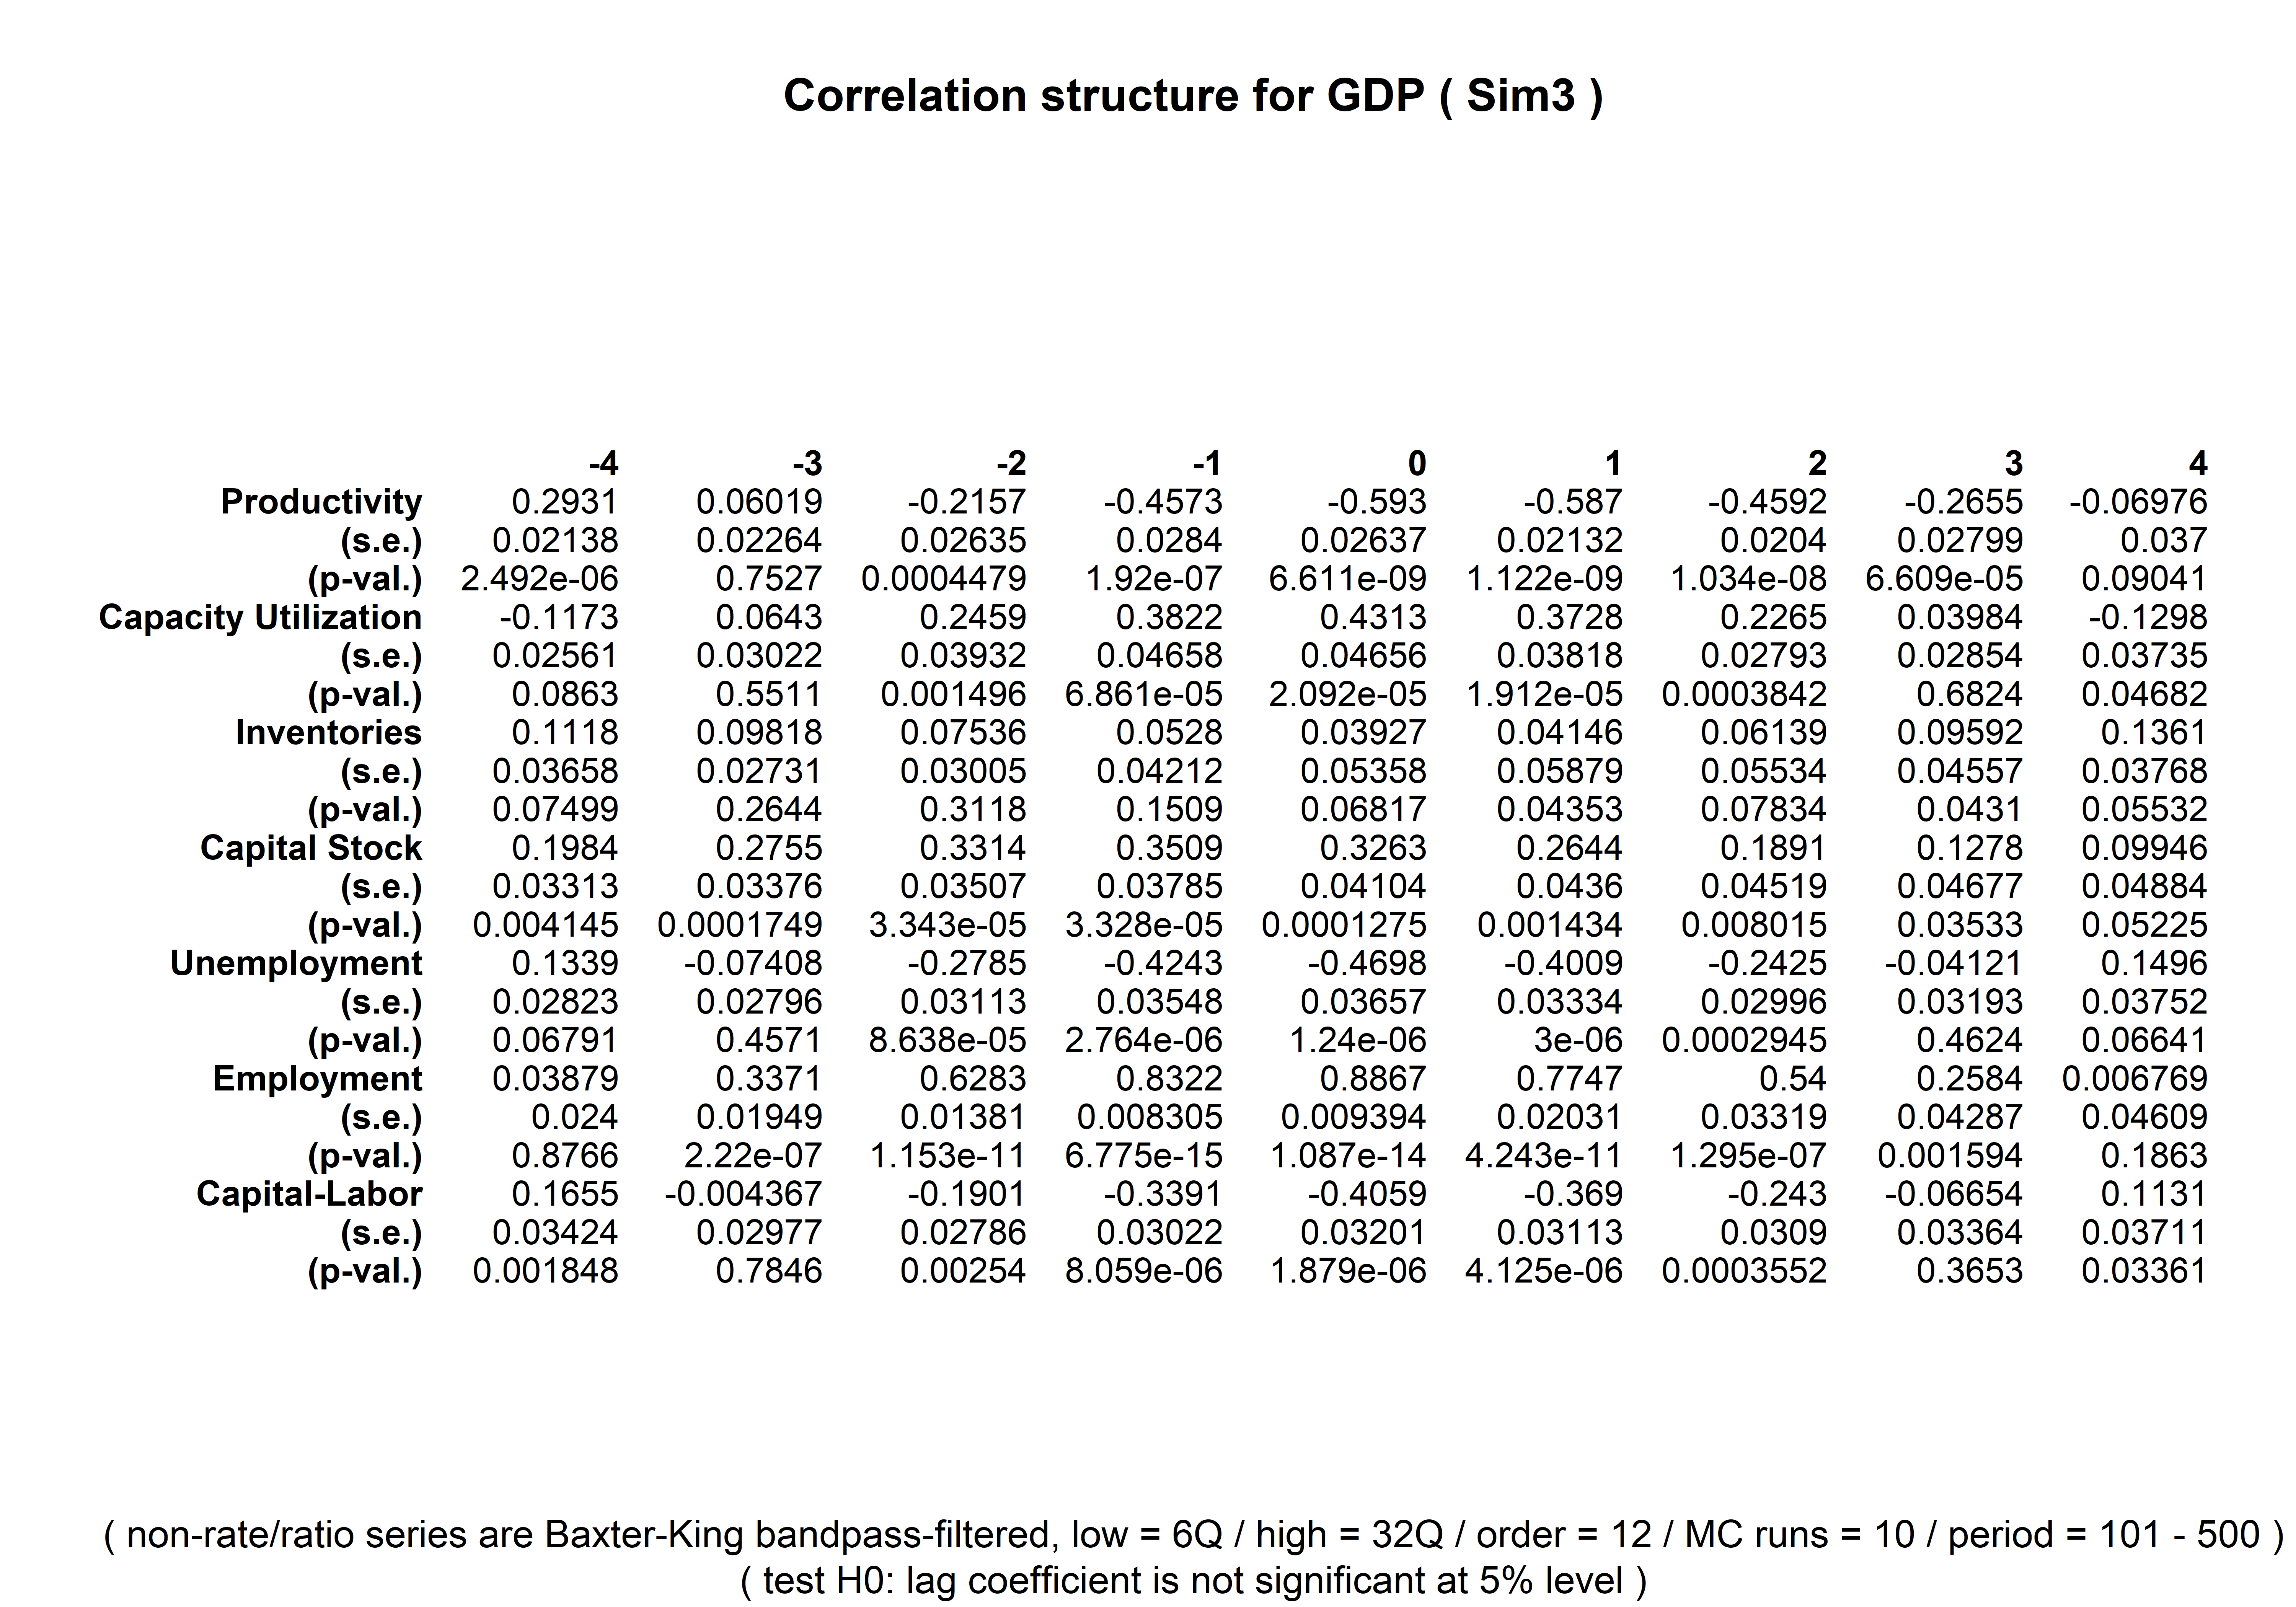 Correlation structure for GDP ( Sim3 )
-4 -3 -2 -1 0 1 2 3 4
Productivity 0.2931 0.06019 -0.2157 -0.4573 -0.593 -0.587 -0.4592 -0.2655 -0.06976
(s.e.) 0.02138 0.02264 0.02635 0.0284 0.02637 0.02132 0.0204 0.02799 0.037
(p-val.) 2.492e-06 0.7527 0.0004479 1.92e-07 6.611e-09 1.122e-09 1.034e-08 6.609e-05 0.09041
Capacity Utilization -0.1173 0.0643 0.2459 0.3822 0.4313 0.3728 0.2265 0.03984 -0.1298
(s.e.) 0.02561 0.03022 0.03932 0.04658 0.04656 0.03818 0.02793 0.02854 0.03735
(p-val.) 0.0863 0.5511 0.001496 6.861e-05 2.092e-05 1.912e-05 0.0003842 0.6824 0.04682
Inventories 0.1118 0.09818 0.07536 0.0528 0.03927 0.04146 0.06139 0.09592 0.1361
(s.e.) 0.03658 0.02731 0.03005 0.04212 0.05358 0.05879 0.05534 0.04557 0.03768
(p-val.) 0.07499 0.2644 0.3118 0.1509 0.06817 0.04353 0.07834 0.0431 0.05532
Capital Stock 0.1984 0.2755 0.3314 0.3509 0.3263 0.2644 0.1891 0.1278 0.09946
(s.e.) 0.03313 0.03376 0.03507 0.03785 0.04104 0.0436 0.04519 0.04677 0.04884
(p-val.) 0.004145 0.0001749 3.343e-05 3.328e-05 0.0001275 0.001434 0.008015 0.03533 0.05225
Unemployment 0.1339 -0.07408 -0.2785 -0.4243 -0.4698 -0.4009 -0.2425 -0.04121 0.1496
(s.e.) 0.02823 0.02796 0.03113 0.03548 0.03657 0.03334 0.02996 0.03193 0.03752
(p-val.) 0.06791 0.4571 8.638e-05 2.764e-06 1.24e-06 3e-06 0.0002945 0.4624 0.06641
Employment 0.03879 0.3371 0.6283 0.8322 0.8867 0.7747 0.54 0.2584 0.006769
(s.e.) 0.024 0.01949 0.01381 0.008305 0.009394 0.02031 0.03319 0.04287 0.04609
(p-val.) 0.8766 2.22e-07 1.153e-11 6.775e-15 1.087e-14 4.243e-11 1.295e-07 0.001594 0.1863
Capital-Labor 0.1655 -0.004367 -0.1901 -0.3391 -0.4059 -0.369 -0.243 -0.06654 0.1131
(s.e.) 0.03424 0.02977 0.02786 0.03022 0.03201 0.03113 0.0309 0.03364 0.03711
(p-val.) 0.001848 0.7846 0.00254 8.059e-06 1.879e-06 4.125e-06 0.0003552 0.3653 0.03361
( non-rate/ratio series are Baxter-King bandpass-filtered, low = 6Q / high = 32Q / order = 12 / MC runs = 10 / period = 101 - 500 )
( test H0: lag coefficient is not significant at 5% level )